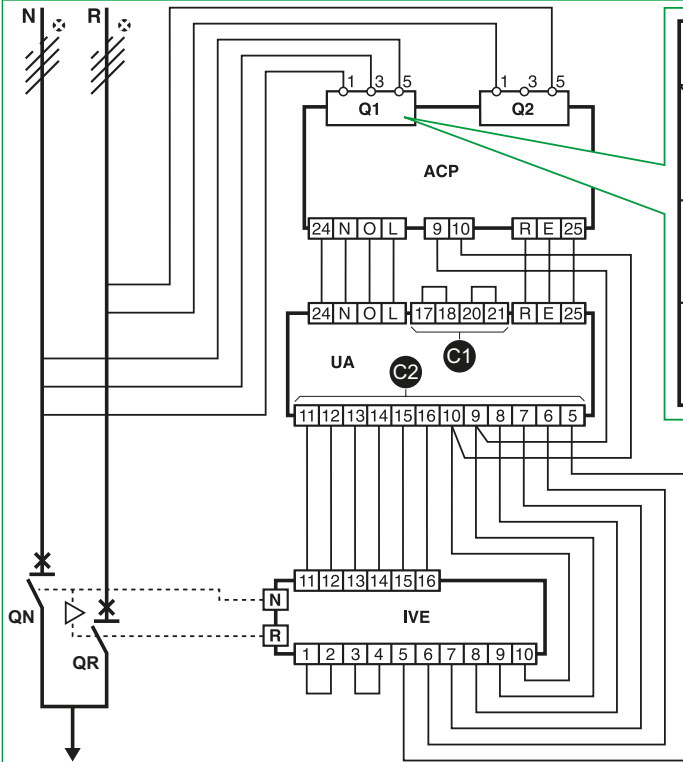 N R
1 3 5 1 3 5
Q1 Q2
ACP
24 N O L 9 10 R E 25
24 N O L 17 18 20 21 R E 25
UA C1
C2
11 12 13 14 15 16 10 9 8 7 6 5
11 12 13 14 15 16
N
QN IVE
R
QR
1 2 3 4 5 6 7 8 9 10